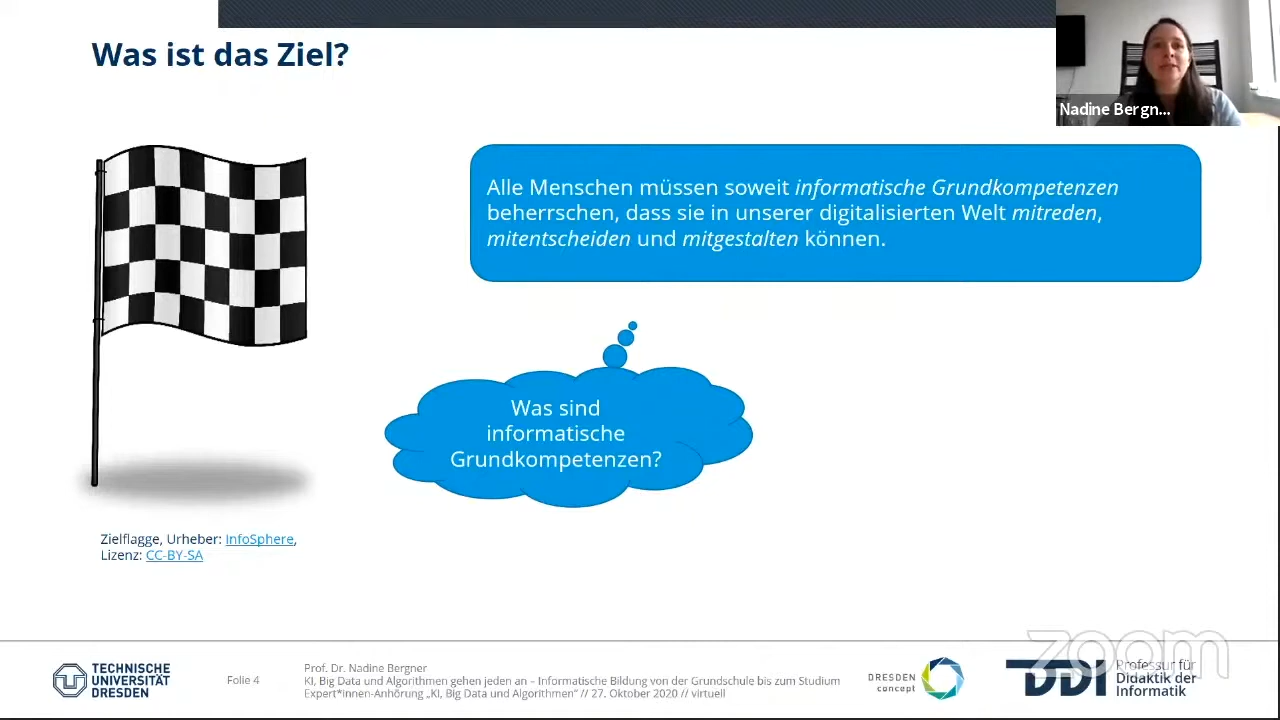 Was ist das Ziel?
Nadine Bergn...
Alle Menschen müssen soweit informatische Grundkompetenzen
beherrschen, dass sie in unserer digitalisierten Welt mitreden,
mitentscheiden und mitgestalten können.
Was sind
informatische
Grundkompetenzen?
Zielflagge, Urheber: InfoSphere,
Lizenz: CC-BY-SA
zoom
TECHNISCHE
UNIVERSITÄT
DRESDEN
Folie 4
Prof. Dr. Nadine Bergner
KI, Big Data und Algorithmen gehen jeden an – Informatische Bildung von der Grundschule bis zum Studium
Expert*innen-Anhörung „KI, Big Data und Algorithmen" // 27. Oktober 2020 // virtuell
DRESDEN
concept
DDI
Professur für
Didaktik der
Informatik